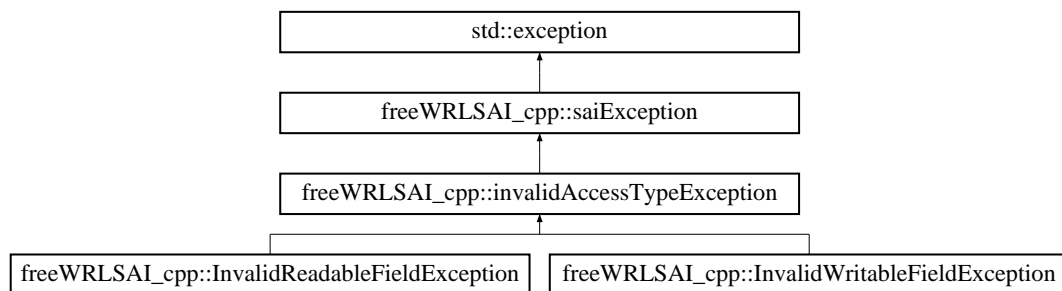 std::exception
freeWRLSAI_cpp::saiException
freeWRLSAI_cpp::invalidAccessTypeException
freeWRLSAI_cpp::InvalidReadableFieldException
freeWRLSAI_cpp::InvalidWritableFieldException